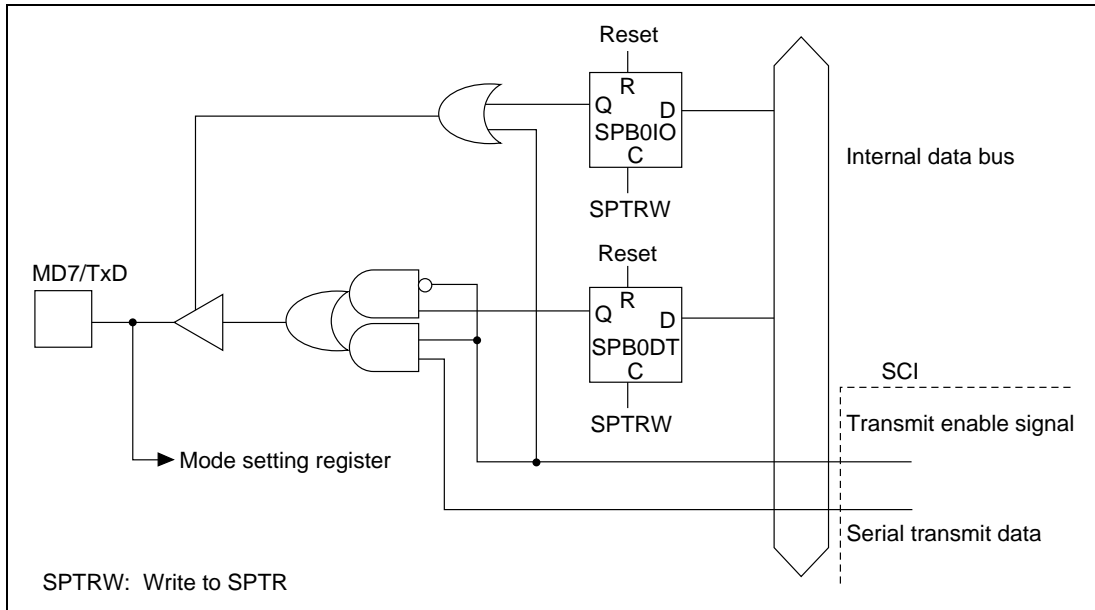 Reset
R
Q D
SPB0IO
C
SPTRW
Internal data bus
Reset
MD7/TxD
R
Q D
SPB0DT
C
SPTRW
SCI
Transmit enable signal
Mode setting register
Serial transmit data
SPTRW: Write to SPTR